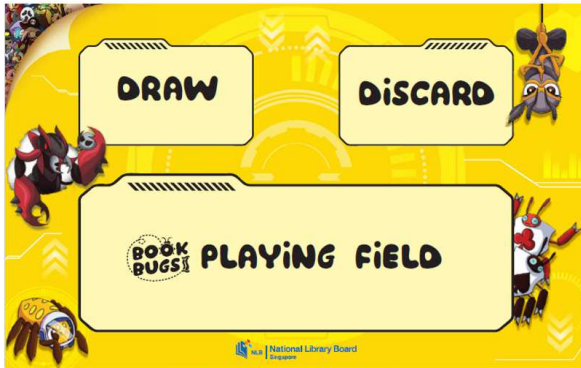 DRAW
DiSCARD
BOOK
BUGS
PLAYiNG FiELD
NLB National Library Board
Singapore